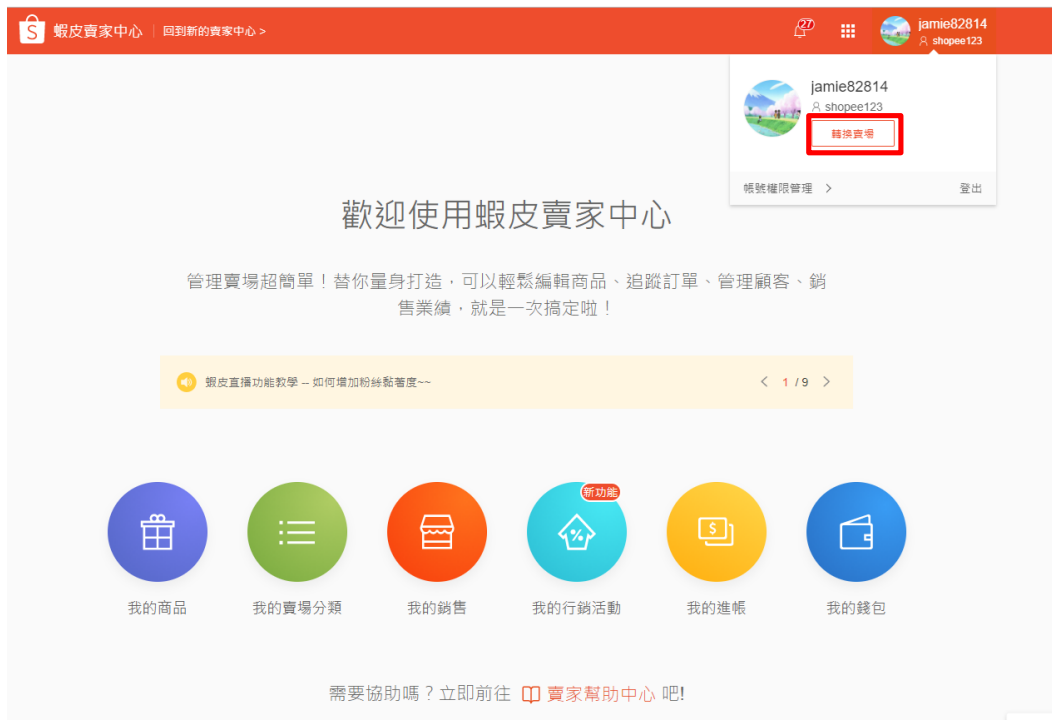 S 蝦皮賣家中心 回到新的賣家中心 >
27
jamie82814
shopee123
jamie82814
shopee123
轉換賣場
帳號權限管理 >
登出
歡迎使用蝦皮賣家中心
管理賣場超簡單！替你量身打造，可以輕鬆編輯商品、追蹤訂單、管理顧客、銷
售業績，就是一次搞定啦！
蝦皮直播功能教學 -- 如何增加粉絲黏著度~~
< 1 / 9 >
新功能
我的商品 我的賣場分類 我的銷售 我的行銷活動 我的進帳 我的錢包
需要協助嗎？立即前往 賣家幫助中心 吧!